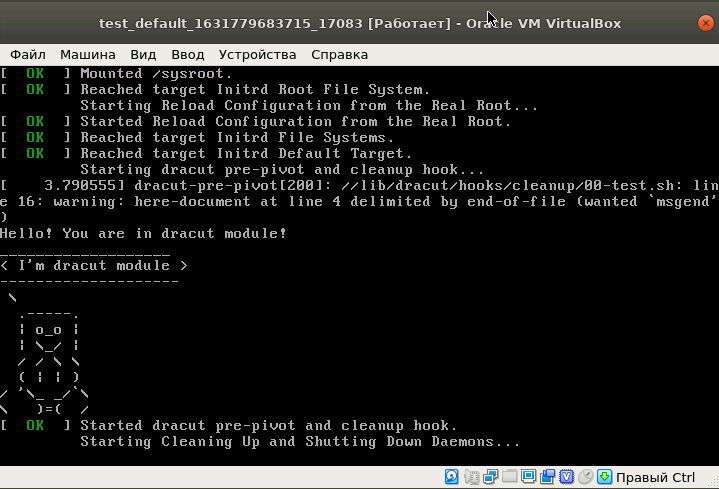 test_default_1631779683715_17083 [Работает] - Oracle VM VirtualBox
Файл Машина Вид Ввод Устройства Справка
[  OK  ] Mounted /sysroot.
[  OK  ] Reached target Initrd Root File System.
         Starting Reload Configuration from the Real Root...
[  OK  ] Started Reload Configuration from the Real Root.
[  OK  ] Reached target Initrd File Systems.
[  OK  ] Reached target Initrd Default Target.
         Starting dracut pre-pivot and cleanup hook...
[    3.790555] dracut-pre-pivot[200]: //lib/dracut/hooks/cleanup/00-test.sh: lin
e 16: warning: here-document at line 4 delimited by end-of-file (wanted `msgend'
)
Hello! You are in dracut module!
 ___________________
< I'm dracut module >
--------------------
 \
  .-----.
  | o_o |
  | \_/ |
  / / \ \
  ( | | )
/ '\_ _/`\
\   )=(  /
[  OK  ] Started dracut pre-pivot and cleanup hook.
         Starting Cleaning Up and Shutting Down Daemons...
Правый Ctrl